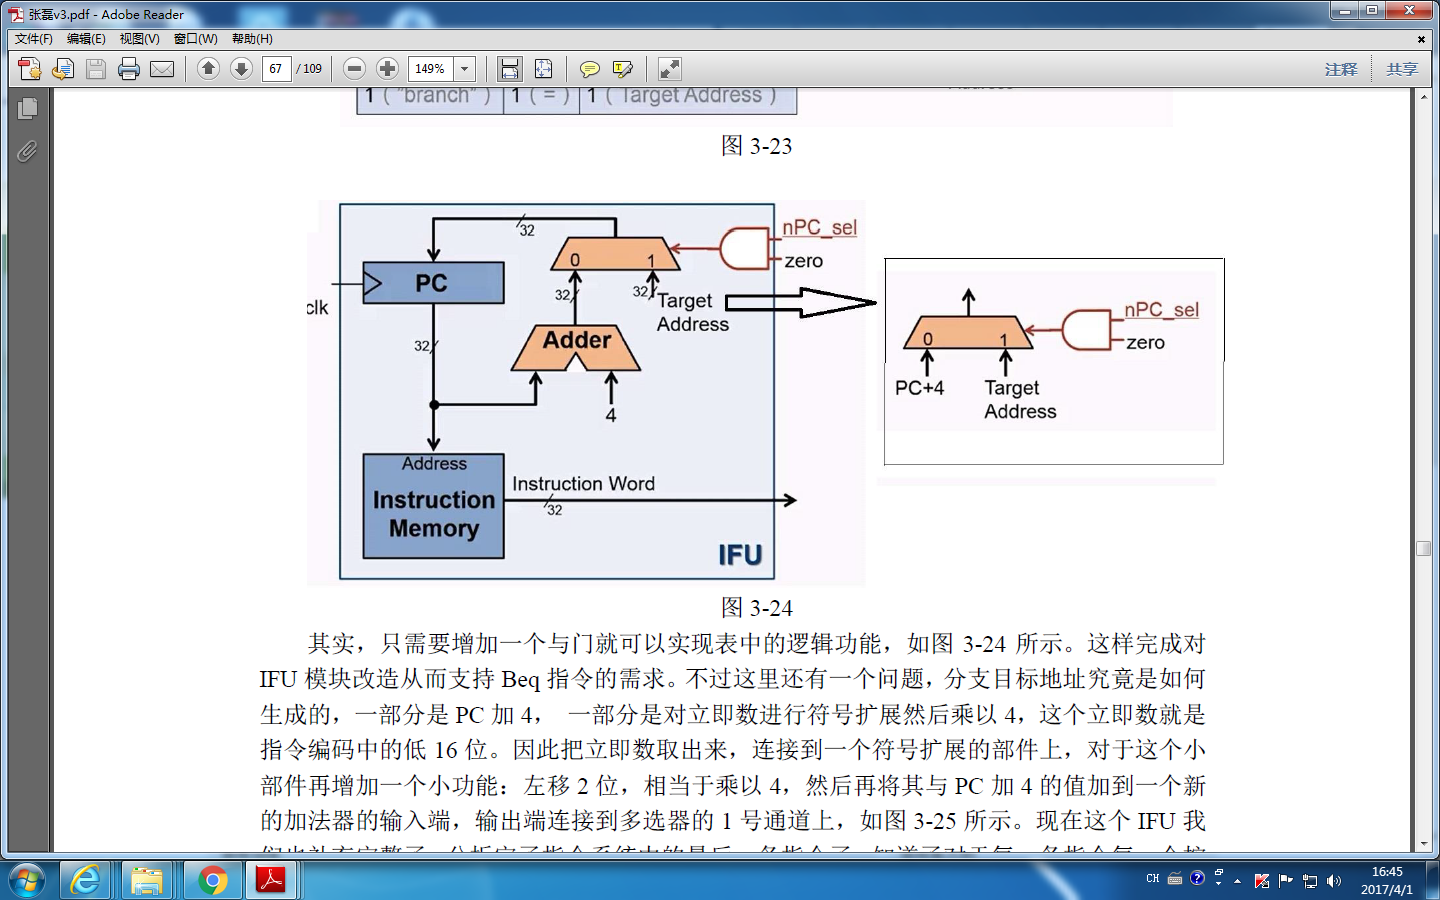 张磊v3.pdf - Adobe Reader
文件(F) 编辑(E) 视图(V) 窗口(W) 帮助(H)
67 / 109 149% 注释 共享
1 ( "branch" ) 1 ( = ) 1 ( Target Address )
图 3-23
32
nPC_sel
zero
0 1
PC
clk
32 32
Target
Address
nPC_sel
zero
0 1
PC+4
Target
Address
32
Adder
4
Address
Instruction
Memory
Instruction Word
32
IFU
图 3-24
其实，只需要增加一个与门就可以实现表中的逻辑功能，如图 3-24 所示。这样完成对
IFU 模块改造从而支持 Beq 指令的需求。不过这里还有一个问题，分支目标地址究竟是如何
生成的，一部分是 PC 加 4， 一部分是对立即数进行符号扩展然后乘以 4，这个立即数就是
指令编码中的低 16 位。因此把立即数取出来，连接到一个符号扩展的部件上，对于这个小
部件再增加一个小功能：左移 2 位，相当于乘以 4，然后再将其与 PC 加 4 的值加到一个新
的加法器的输入端，输出端连接到多选器的 1 号通道上，如图 3-25 所示。现在这个 IFU 我
CH
16:45
2017/4/1